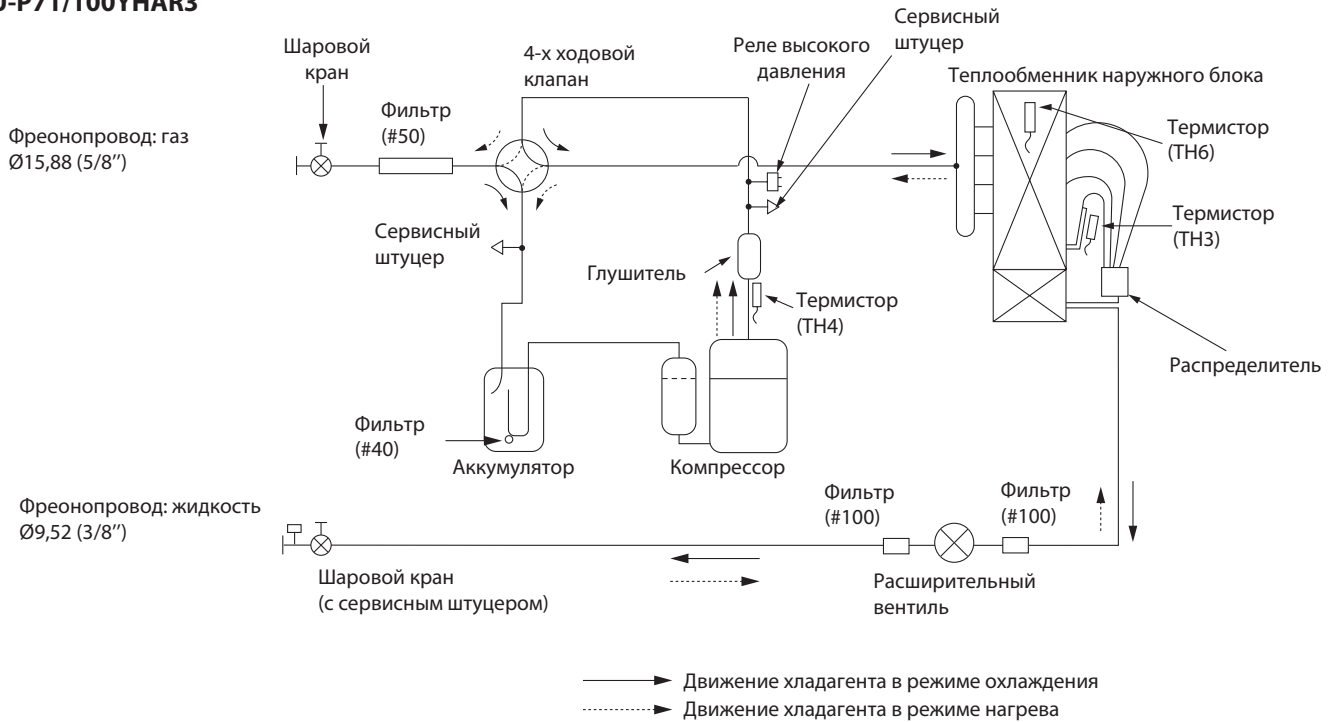 U-P71/100YHAR3
Сервисный
штуцер
Шаровой
кран
4-х ходовой
клапан
Реле высокого
давления
Теплообменник наружного блока
Фильтр
(#50)
Фреонопровод: газ
Ø15,88 (5/8’’)
Термистор
(TH6)
Термистор
(TH3)
Сервисный
штуцер
Глушитель
Термистор
(TH4)
Распределитель
Фильтр
(#40)
Аккумулятор
Компрессор
Фреонопровод: жидкость
Ø9,52 (3/8’’)
Фильтр
(#100)
Фильтр
(#100)
Шаровой кран
(с сервисным штуцером)
Расширительный
вентиль
Движение хладагента в режиме охлаждения
Движение хладагента в режиме нагрева